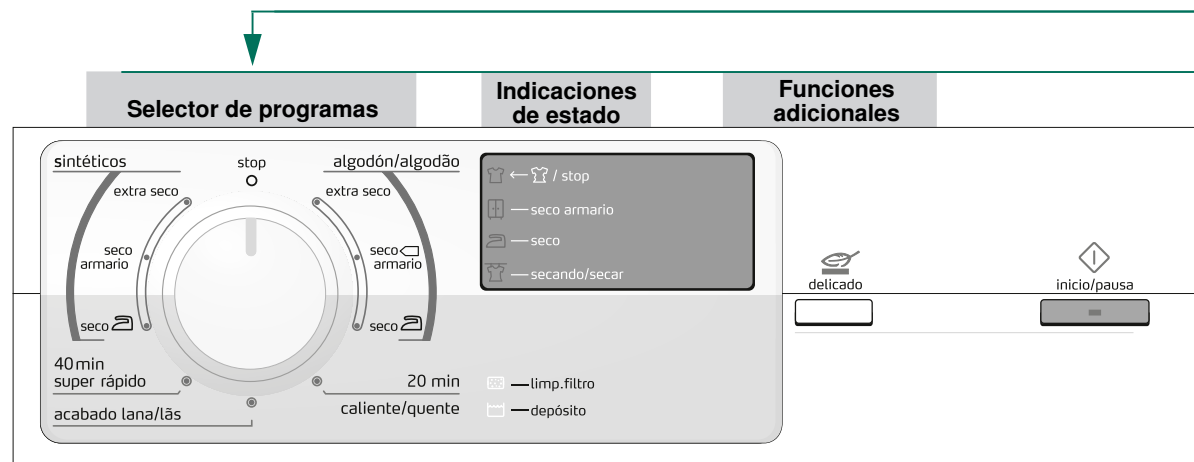 Selector de programas
Indicaciones
de estado
Funciones
adicionales
sintéticos
stop
algodón/algodão
extra seco
extra seco
seco
armario
seco
armario
seco
seco
40 min
super rápido
acabado lana/lãs
20 min
caliente/quente
/ stop
seco armario
seco
secando/secar
limp.filtro
depósito
delicado
inicio/pausa